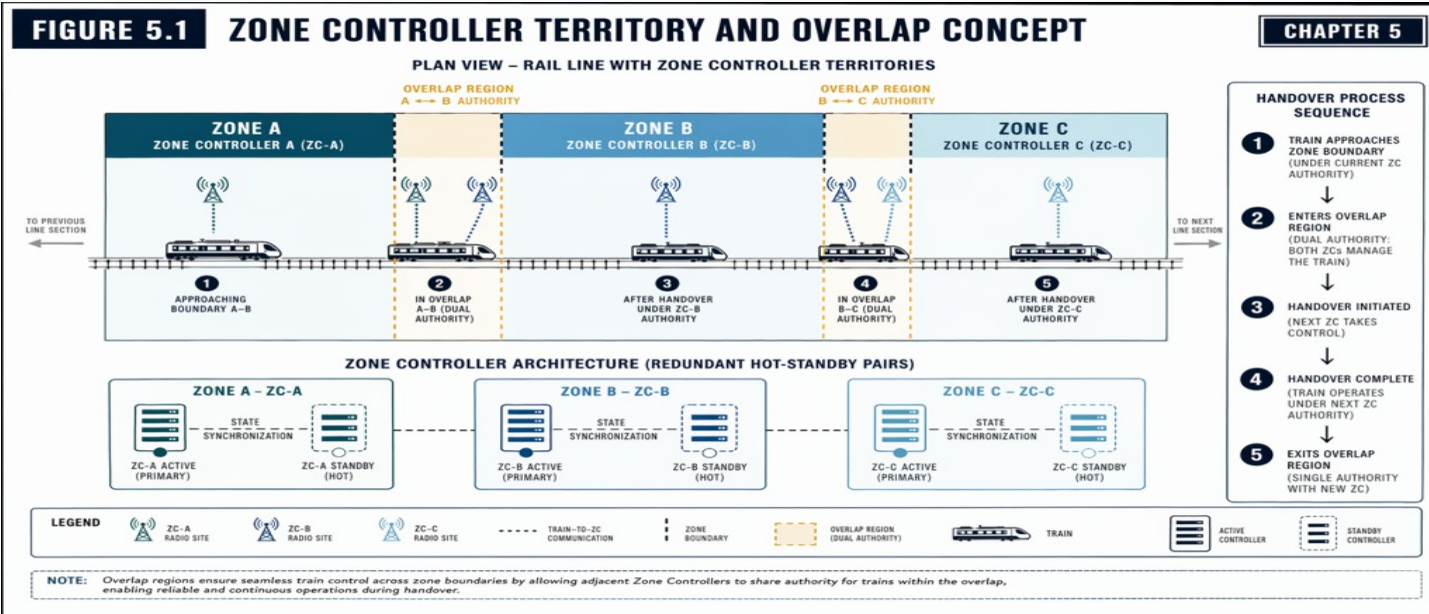 FIGURE 5.1
ZONE CONTROLLER TERRITORY AND OVERLAP CONCEPT
CHAPTER 5
PLAN VIEW – RAIL LINE WITH ZONE CONTROLLER TERRITORIES
OVERLAP REGION
A ↔ B AUTHORITY
OVERLAP REGION
B ↔ C AUTHORITY
ZONE A
ZONE CONTROLLER A (ZC-A)
ZONE B
ZONE CONTROLLER B (ZC-B)
ZONE C
ZONE CONTROLLER C (ZC-C)
TO PREVIOUS
LINE SECTION
TO NEXT
LINE SECTION
1
APPROACHING
BOUNDARY A–B
2
IN OVERLAP
A–B (DUAL
AUTHORITY)
3
AFTER HANDOVER
UNDER ZC-B
AUTHORITY
4
IN OVERLAP
B–C (DUAL
AUTHORITY)
5
AFTER HANDOVER
UNDER ZC-C
AUTHORITY
HANDOVER PROCESS
SEQUENCE
1
TRAIN APPROACHES
ZONE BOUNDARY
(UNDER CURRENT ZC
AUTHORITY)
2
ENTERS OVERLAP
REGION
(DUAL AUTHORITY:
BOTH ZCs MANAGE
THE TRAIN)
3
HANDOVER INITIATED
(NEXT ZC TAKES
CONTROL)
4
HANDOVER COMPLETE
(TRAIN OPERATES
UNDER NEXT ZC
AUTHORITY)
5
EXITS OVERLAP
REGION
(SINGLE AUTHORITY
WITH NEW ZC)
ZONE CONTROLLER ARCHITECTURE (REDUNDANT HOT-STANDBY PAIRS)
ZONE A – ZC-A
STATE
SYNCHRONIZATION
ZC-A ACTIVE
(PRIMARY)
ZC-A STANDBY
(HOT)
ZONE B – ZC-B
STATE
SYNCHRONIZATION
ZC-B ACTIVE
(PRIMARY)
ZC-B STANDBY
(HOT)
ZONE C – ZC-C
STATE
SYNCHRONIZATION
ZC-C ACTIVE
(PRIMARY)
ZC-C STANDBY
(HOT)
LEGEND
ZC-A
RADIO SITE
ZC-B
RADIO SITE
ZC-C
RADIO SITE
TRAIN-TO-ZC
COMMUNICATION
ZONE
BOUNDARY
OVERLAP REGION
(DUAL AUTHORITY)
TRAIN
ACTIVE
CONTROLLER
STANDBY
CONTROLLER
NOTE: Overlap regions ensure seamless train control across zone boundaries by allowing adjacent Zone Controllers to share authority for trains within the overlap,
enabling reliable and continuous operations during handover.